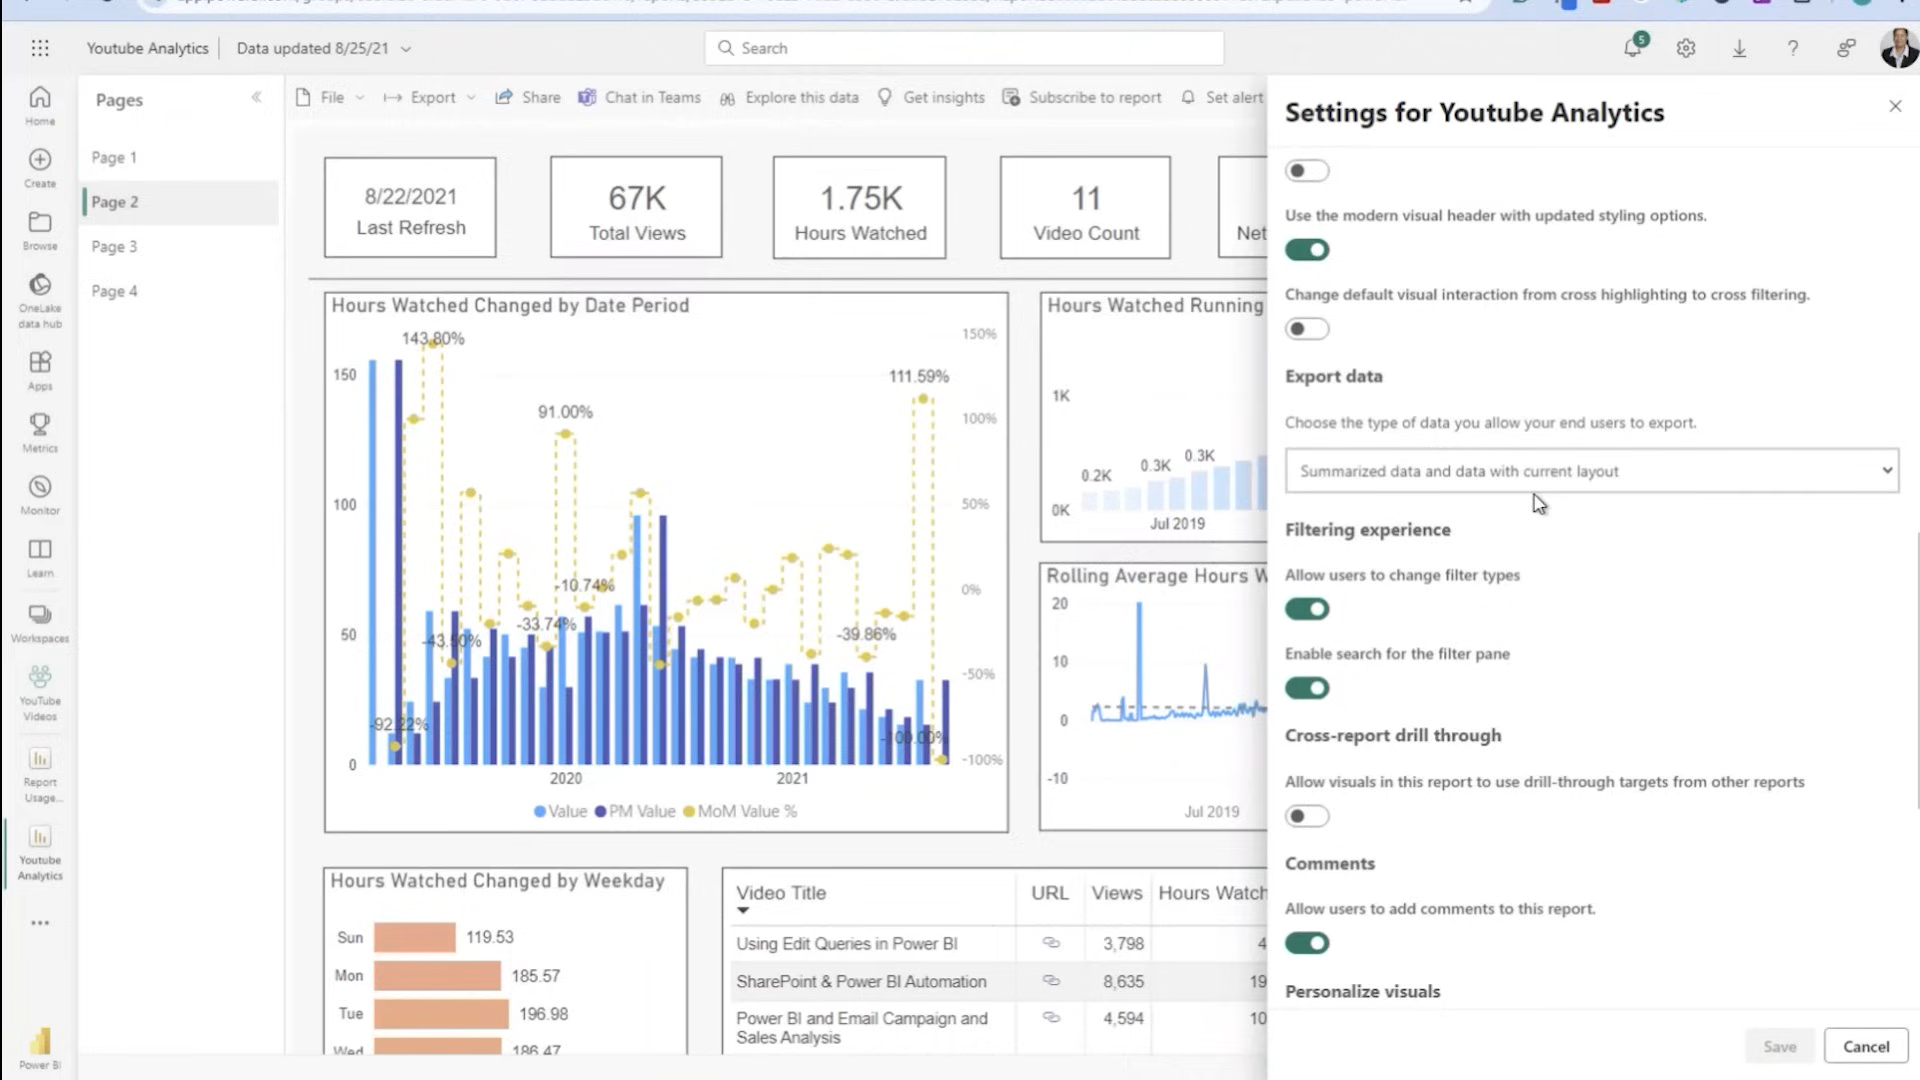 Youtube Analytics
Data updated 8/25/21
Search
5
Home
Create
Browse
OneLake
data hub
Apps
Metrics
Monitor
Learn
Workspaces
YouTube
Videos
Report
Usage...
Youtube
Analytics
Power BI
Pages
Page 1
Page 2
Page 3
Page 4
File
Export
Share
Chat in Teams
Explore this data
Get insights
Subscribe to report
Set alert
8/22/2021
Last Refresh
67K
Total Views
1.75K
Hours Watched
11
Video Count
Net
Hours Watched Changed by Date Period
143.80%
150%
150
111.59%
91.00%
100%
100
50%
-10.74%
0%
-33.74%
-39.86%
50
-43.50%
-50%
-92.22%
-100.00%
0
-100%
2020
2021
Value
PM Value
MoM Value %
Hours Watched Running
1K
0.2K
0.3K
0.3K
0K
Jul 2019
Rolling Average Hours W
20
10
0
-10
Jul 2019
Hours Watched Changed by Weekday
Sun
119.53
Mon
185.57
Tue
196.98
Wed
186.47
Video Title
URL
Views
Hours Watch
Using Edit Queries in Power BI
3,798
4
SharePoint & Power BI Automation
8,635
19
Power BI and Email Campaign and
Sales Analysis
4,594
10
Settings for Youtube Analytics
Use the modern visual header with updated styling options.
Change default visual interaction from cross highlighting to cross filtering.
Export data
Choose the type of data you allow your end users to export.
Summarized data and data with current layout
Filtering experience
Allow users to change filter types
Enable search for the filter pane
Cross-report drill through
Allow visuals in this report to use drill-through targets from other reports
Comments
Allow users to add comments to this report.
Personalize visuals
Save
Cancel